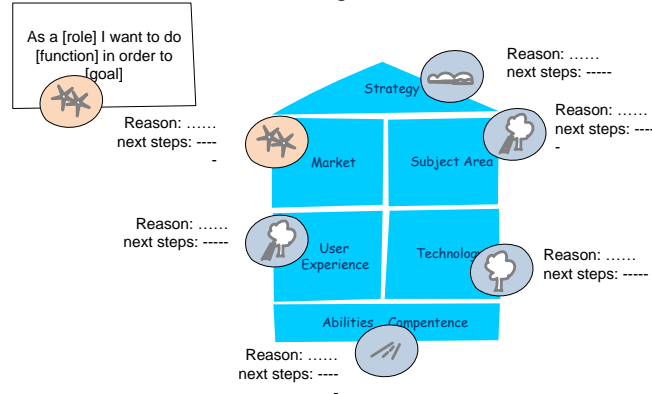 As a [role] I want to do
[function] in order to
[goal]
Reason: ……
next steps: -----
Strategy
Reason: ……
next steps: ----
-
Reason: ……
next steps: ----
-
Market
Subject Area
Reason: ……
next steps: -----
User
Experience
Technology
Reason: ……
next steps: -----
Abilities Compentence
Reason: ……
next steps: ----
-